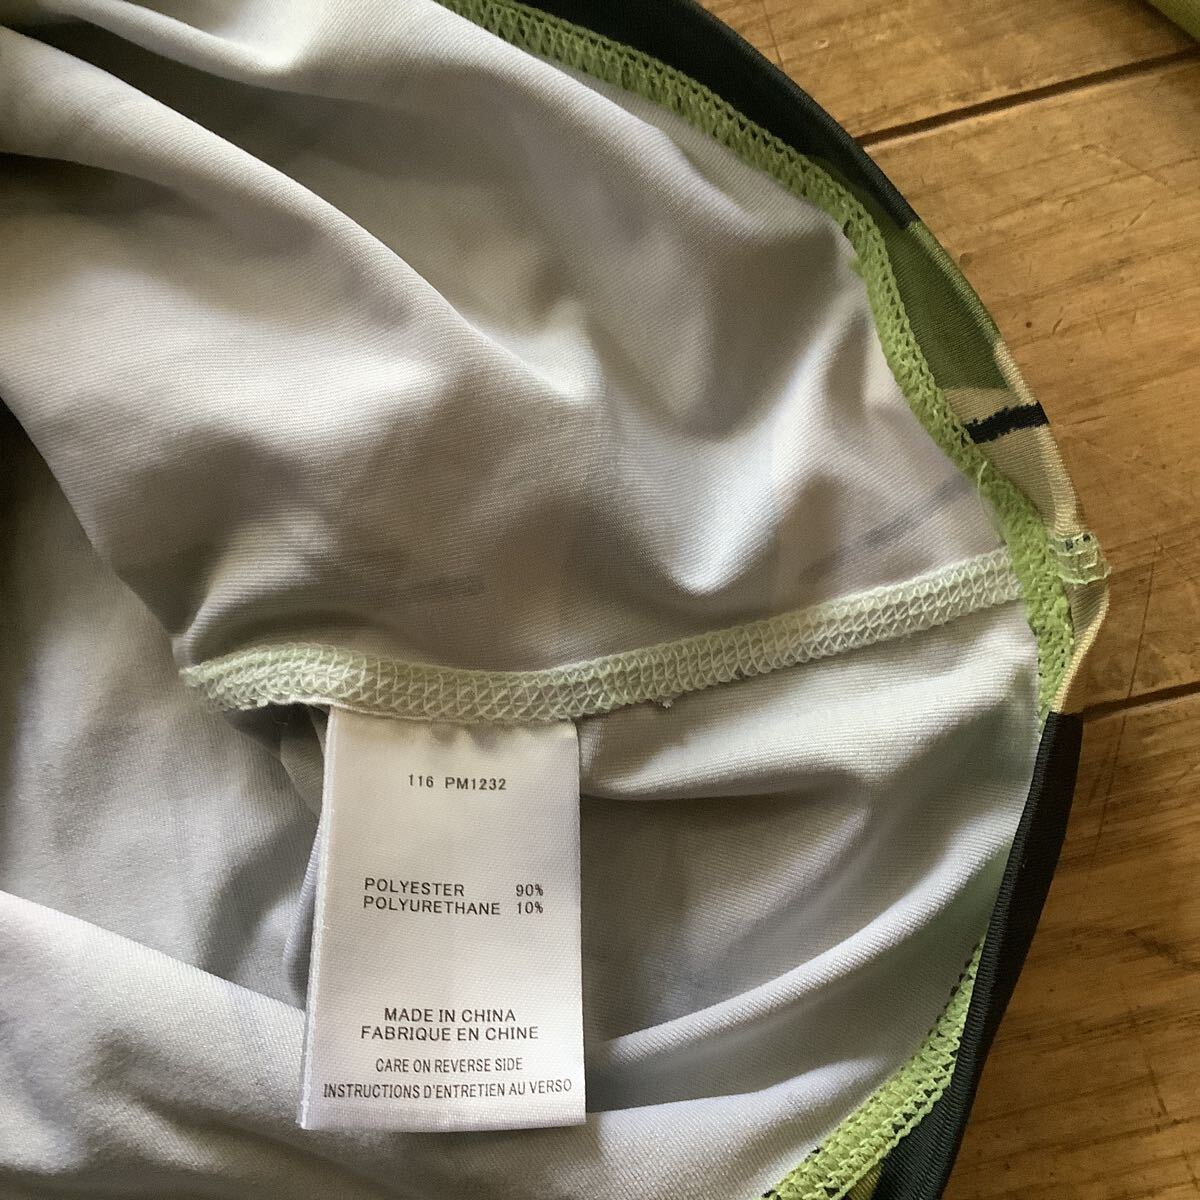 116 PM1232
POLYESTER 90%
POLYURETHANE 10%
MADE IN CHINA
FABRIQUE EN CHINE
CARE ON REVERSE SIDE
INSTRUCTIONS D'ENTRETIEN AU VERSO